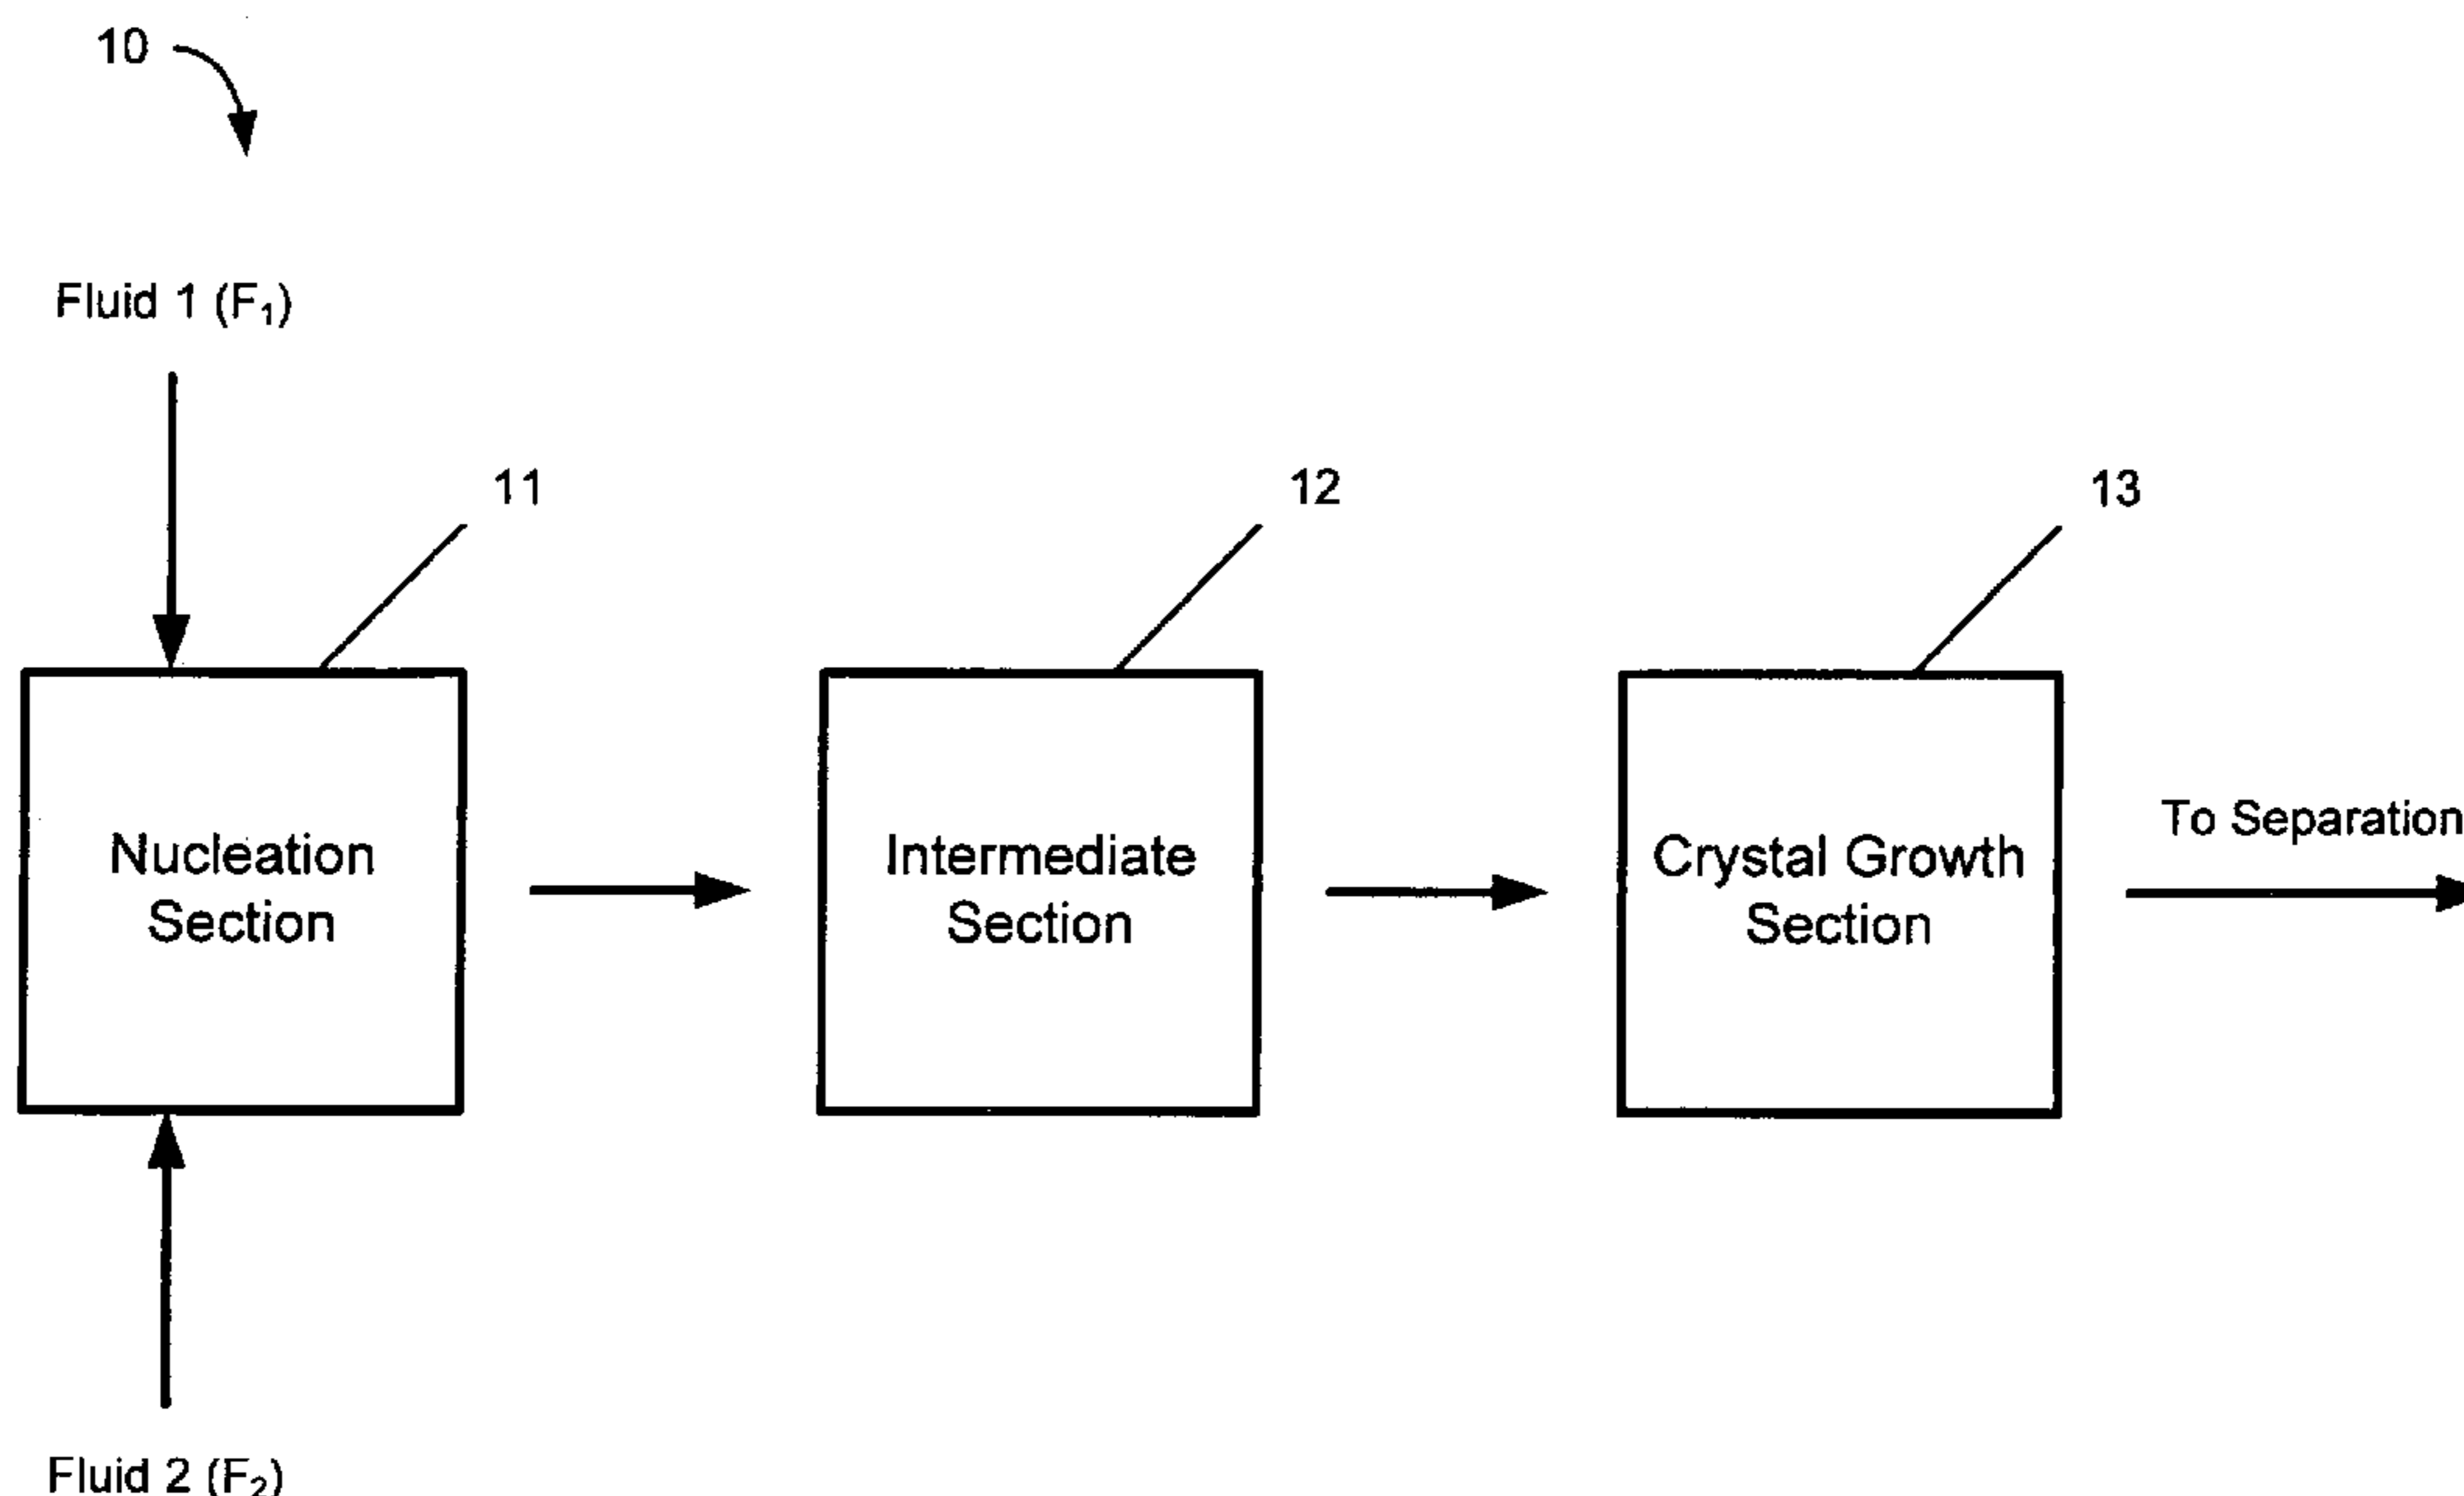 10
Fluid 1 (F₁)
11
12
13
Nucleation
Section
Intermediate
Section
Crystal Growth
Section
To Separation
Fluid 2 (F₂)